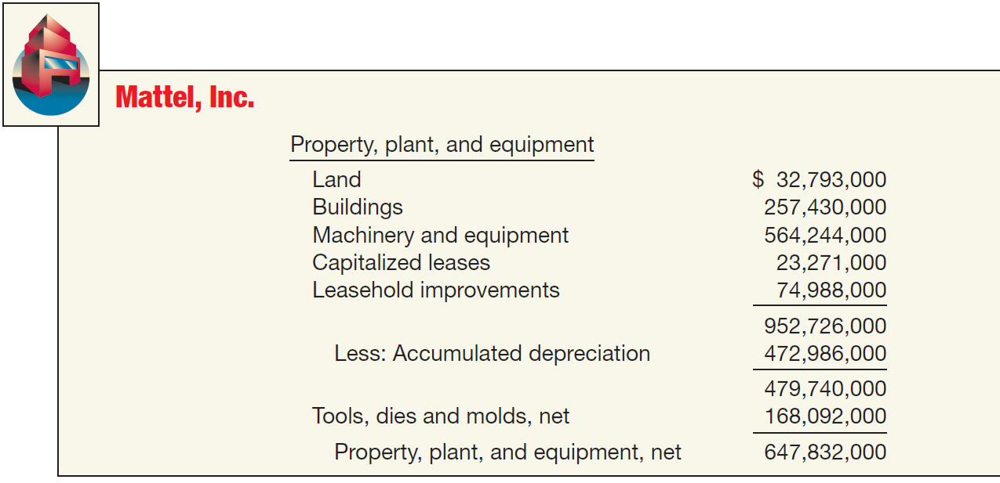 Mattel, Inc.
Property, plant, and equipment
Land $ 32,793,000
Buildings 257,430,000
Machinery and equipment 564,244,000
Capitalized leases 23,271,000
Leasehold improvements 74,988,000
952,726,000
Less: Accumulated depreciation 472,986,000
479,740,000
Tools, dies and molds, net 168,092,000
Property, plant, and equipment, net 647,832,000